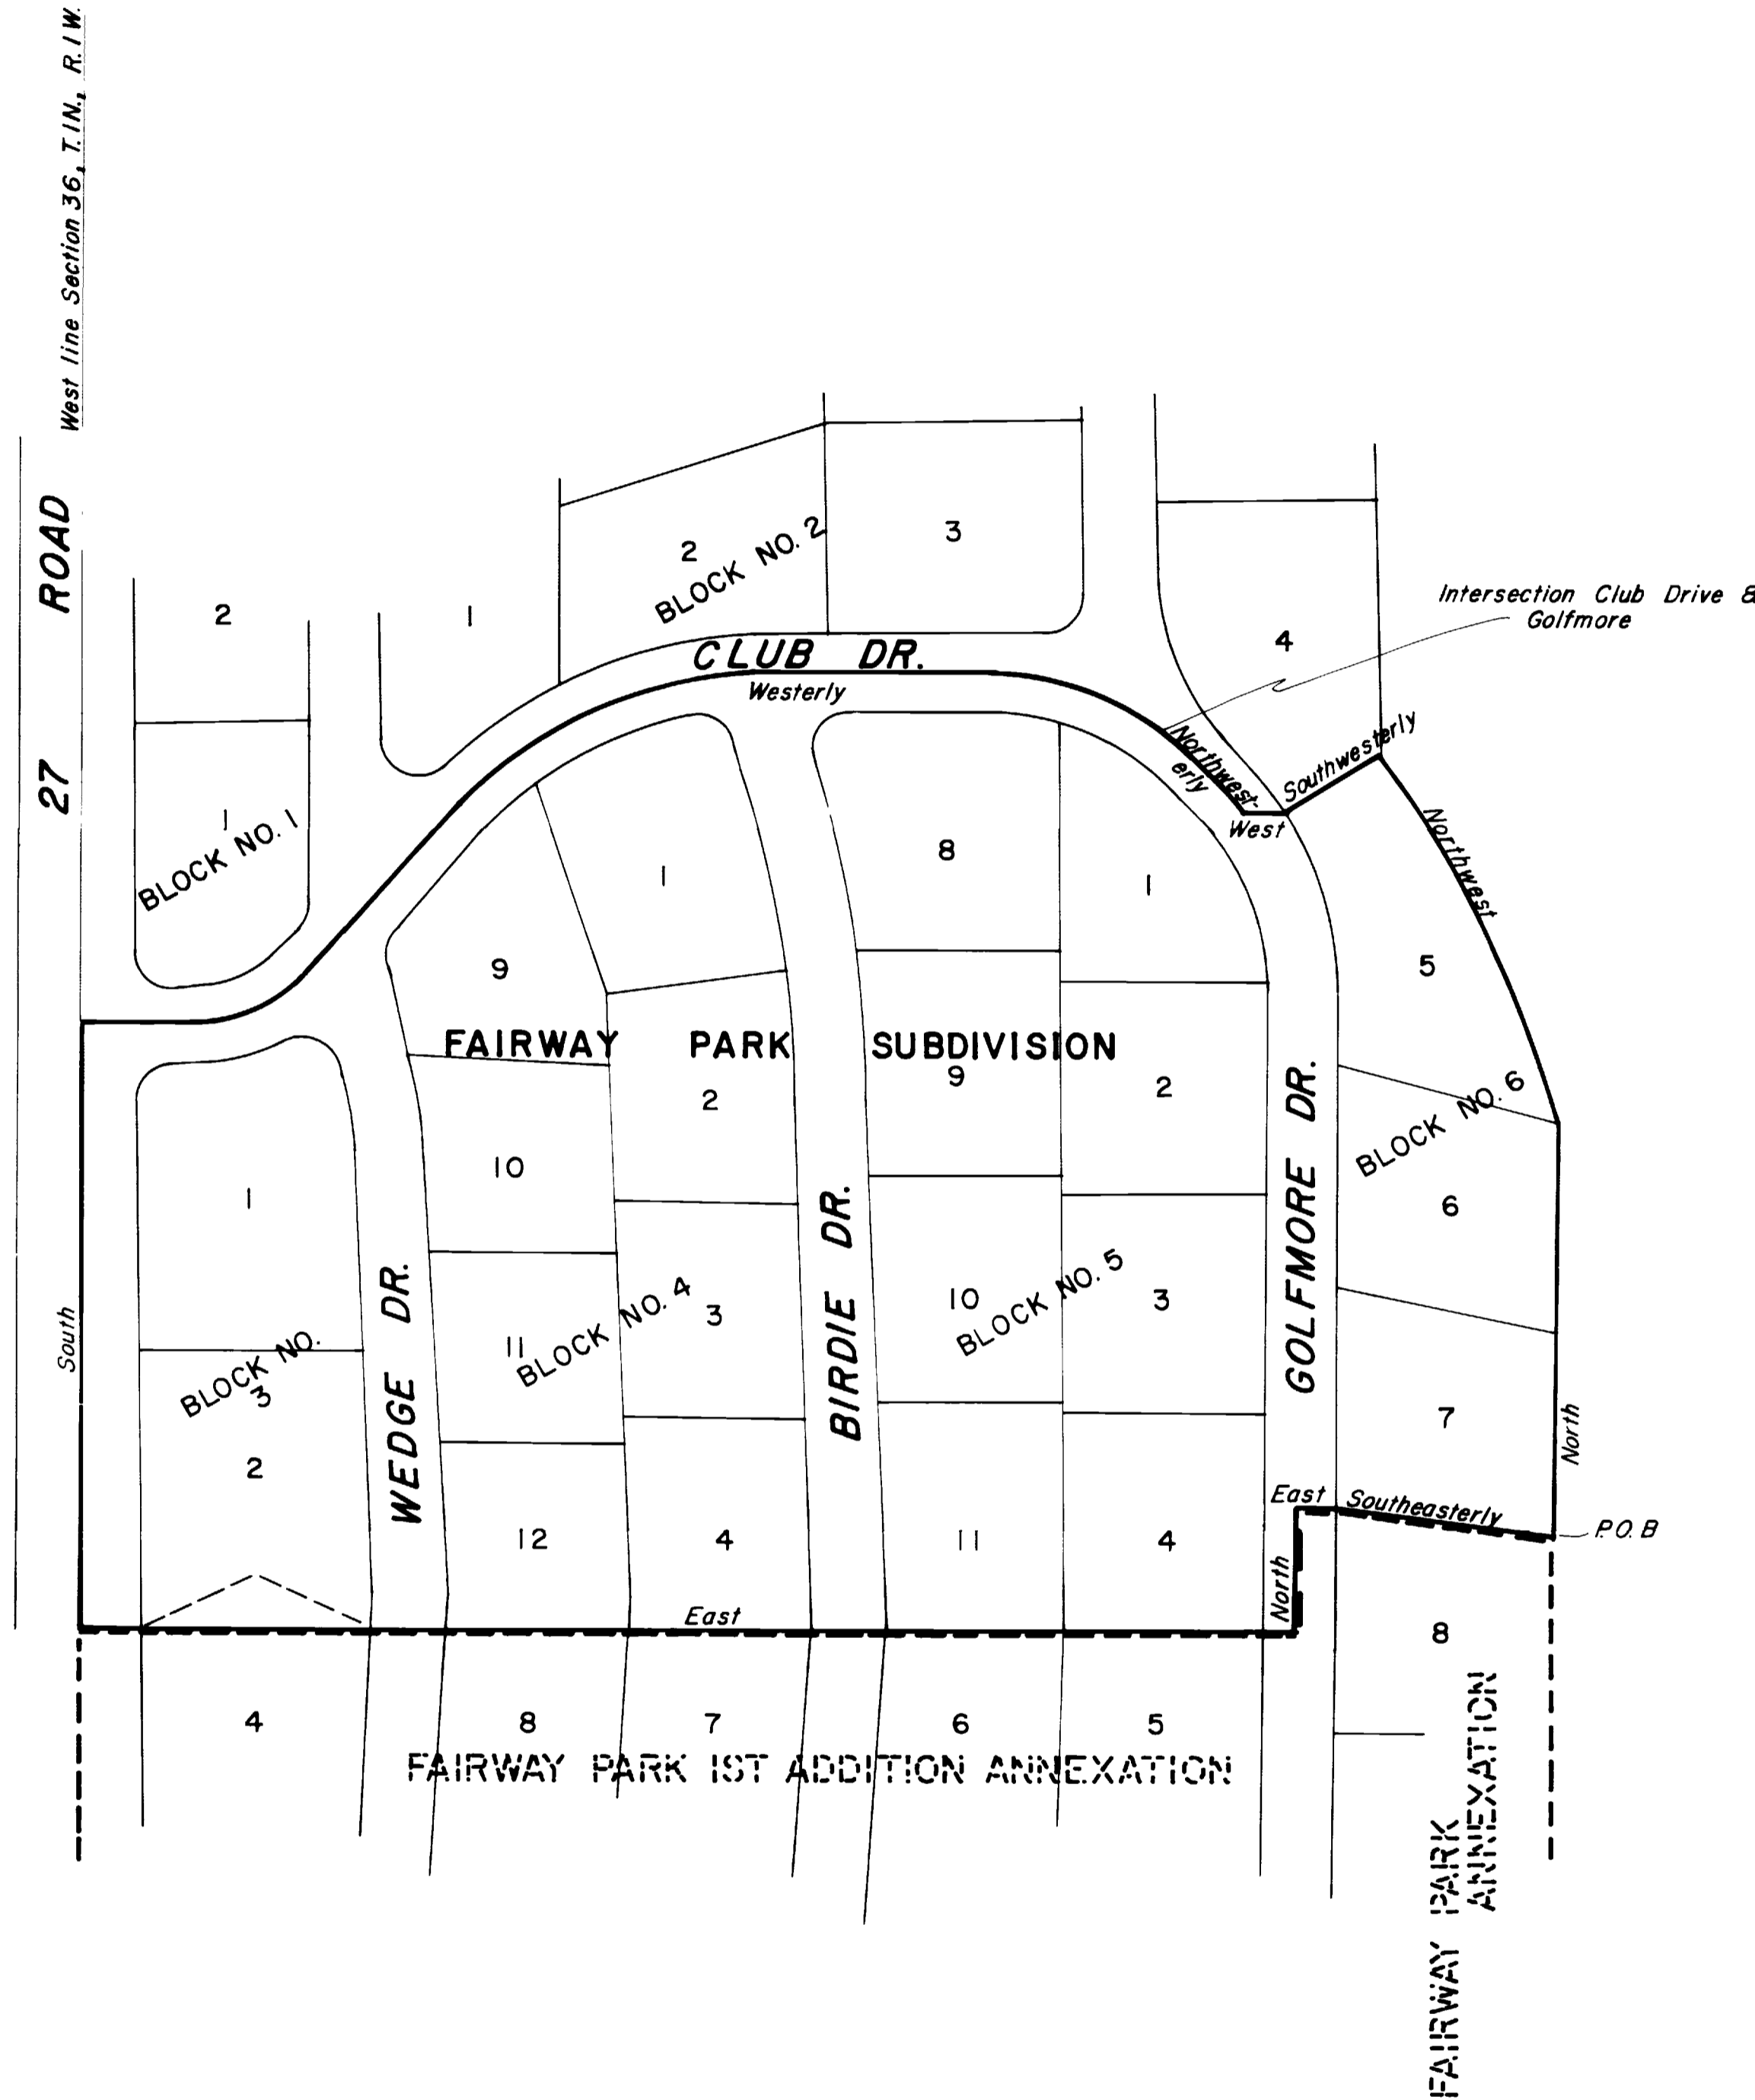 West line Section 36, T.1N., R.1W.
27 ROAD
2
1
BLOCK NO. 1
1
2
BLOCK NO. 2
3
4
CLUB DR.
Westerly
Intersection Club Drive &
Golfmore
Northwest-
erly
West
Southwesterly
Northwest
1
8
1
9
5
FAIRWAY PARK SUBDIVISION
9
2
2
BLOCK NO. 6
10
1
6
WEDGE DR.
BIRDIE DR.
GOLFMORE DR.
South
11
BLOCK NO. 4
3
10
BLOCK NO. 5
3
BLOCK NO.
3
2
7
North
East
Southeasterly
P.O.B
12
4
11
4
North
East
8
4
8
7
6
5
FAIRWAY PARK 1ST ADDITION ANNEXATION
FAIRWAY PARK
ANNEXATION